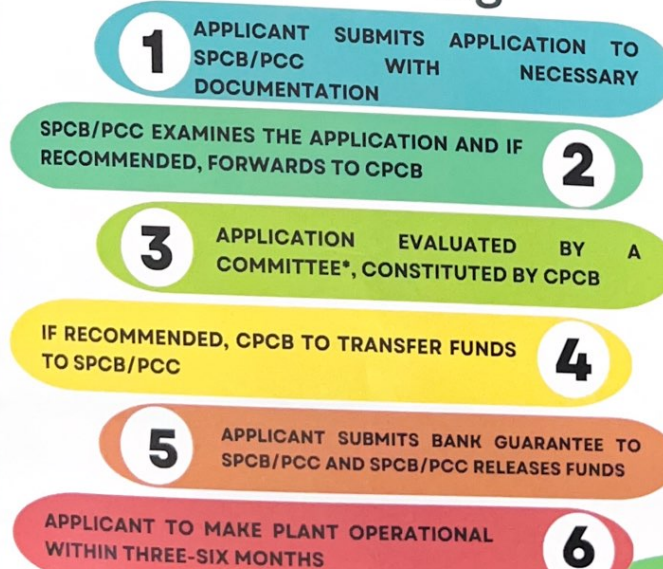 1
APPLICANT SUBMITS APPLICATION TO
SPCB/PCC WITH NECESSARY
DOCUMENTATION
SPCB/PCC EXAMINES THE APPLICATION AND IF
RECOMMENDED, FORWARDS TO CPCB
2
3
APPLICATION EVALUATED BY A
COMMITTEE*, CONSTITUTED BY CPCB
IF RECOMMENDED, CPCB TO TRANSFER FUNDS
TO SPCB/PCC
4
5
APPLICANT SUBMITS BANK GUARANTEE TO
SPCB/PCC AND SPCB/PCC RELEASES FUNDS
APPLICANT TO MAKE PLANT OPERATIONAL
WITHIN THREE-SIX MONTHS
6